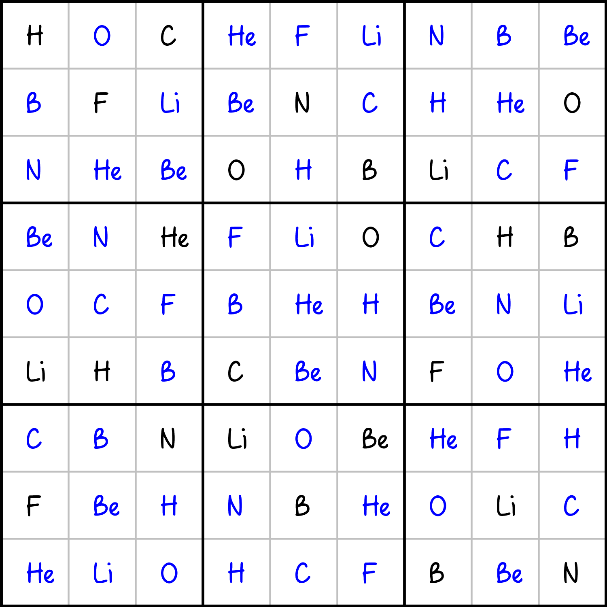 H O C He F Li N B Be
B F Li Be N C H He O
N He Be O H B Li C F
Be N He F Li O C H B
O C F B He H Be N Li
Li H B C Be N F O He
C B N Li O Be He F H
F Be H N B He O Li C
He Li O H C F B Be N